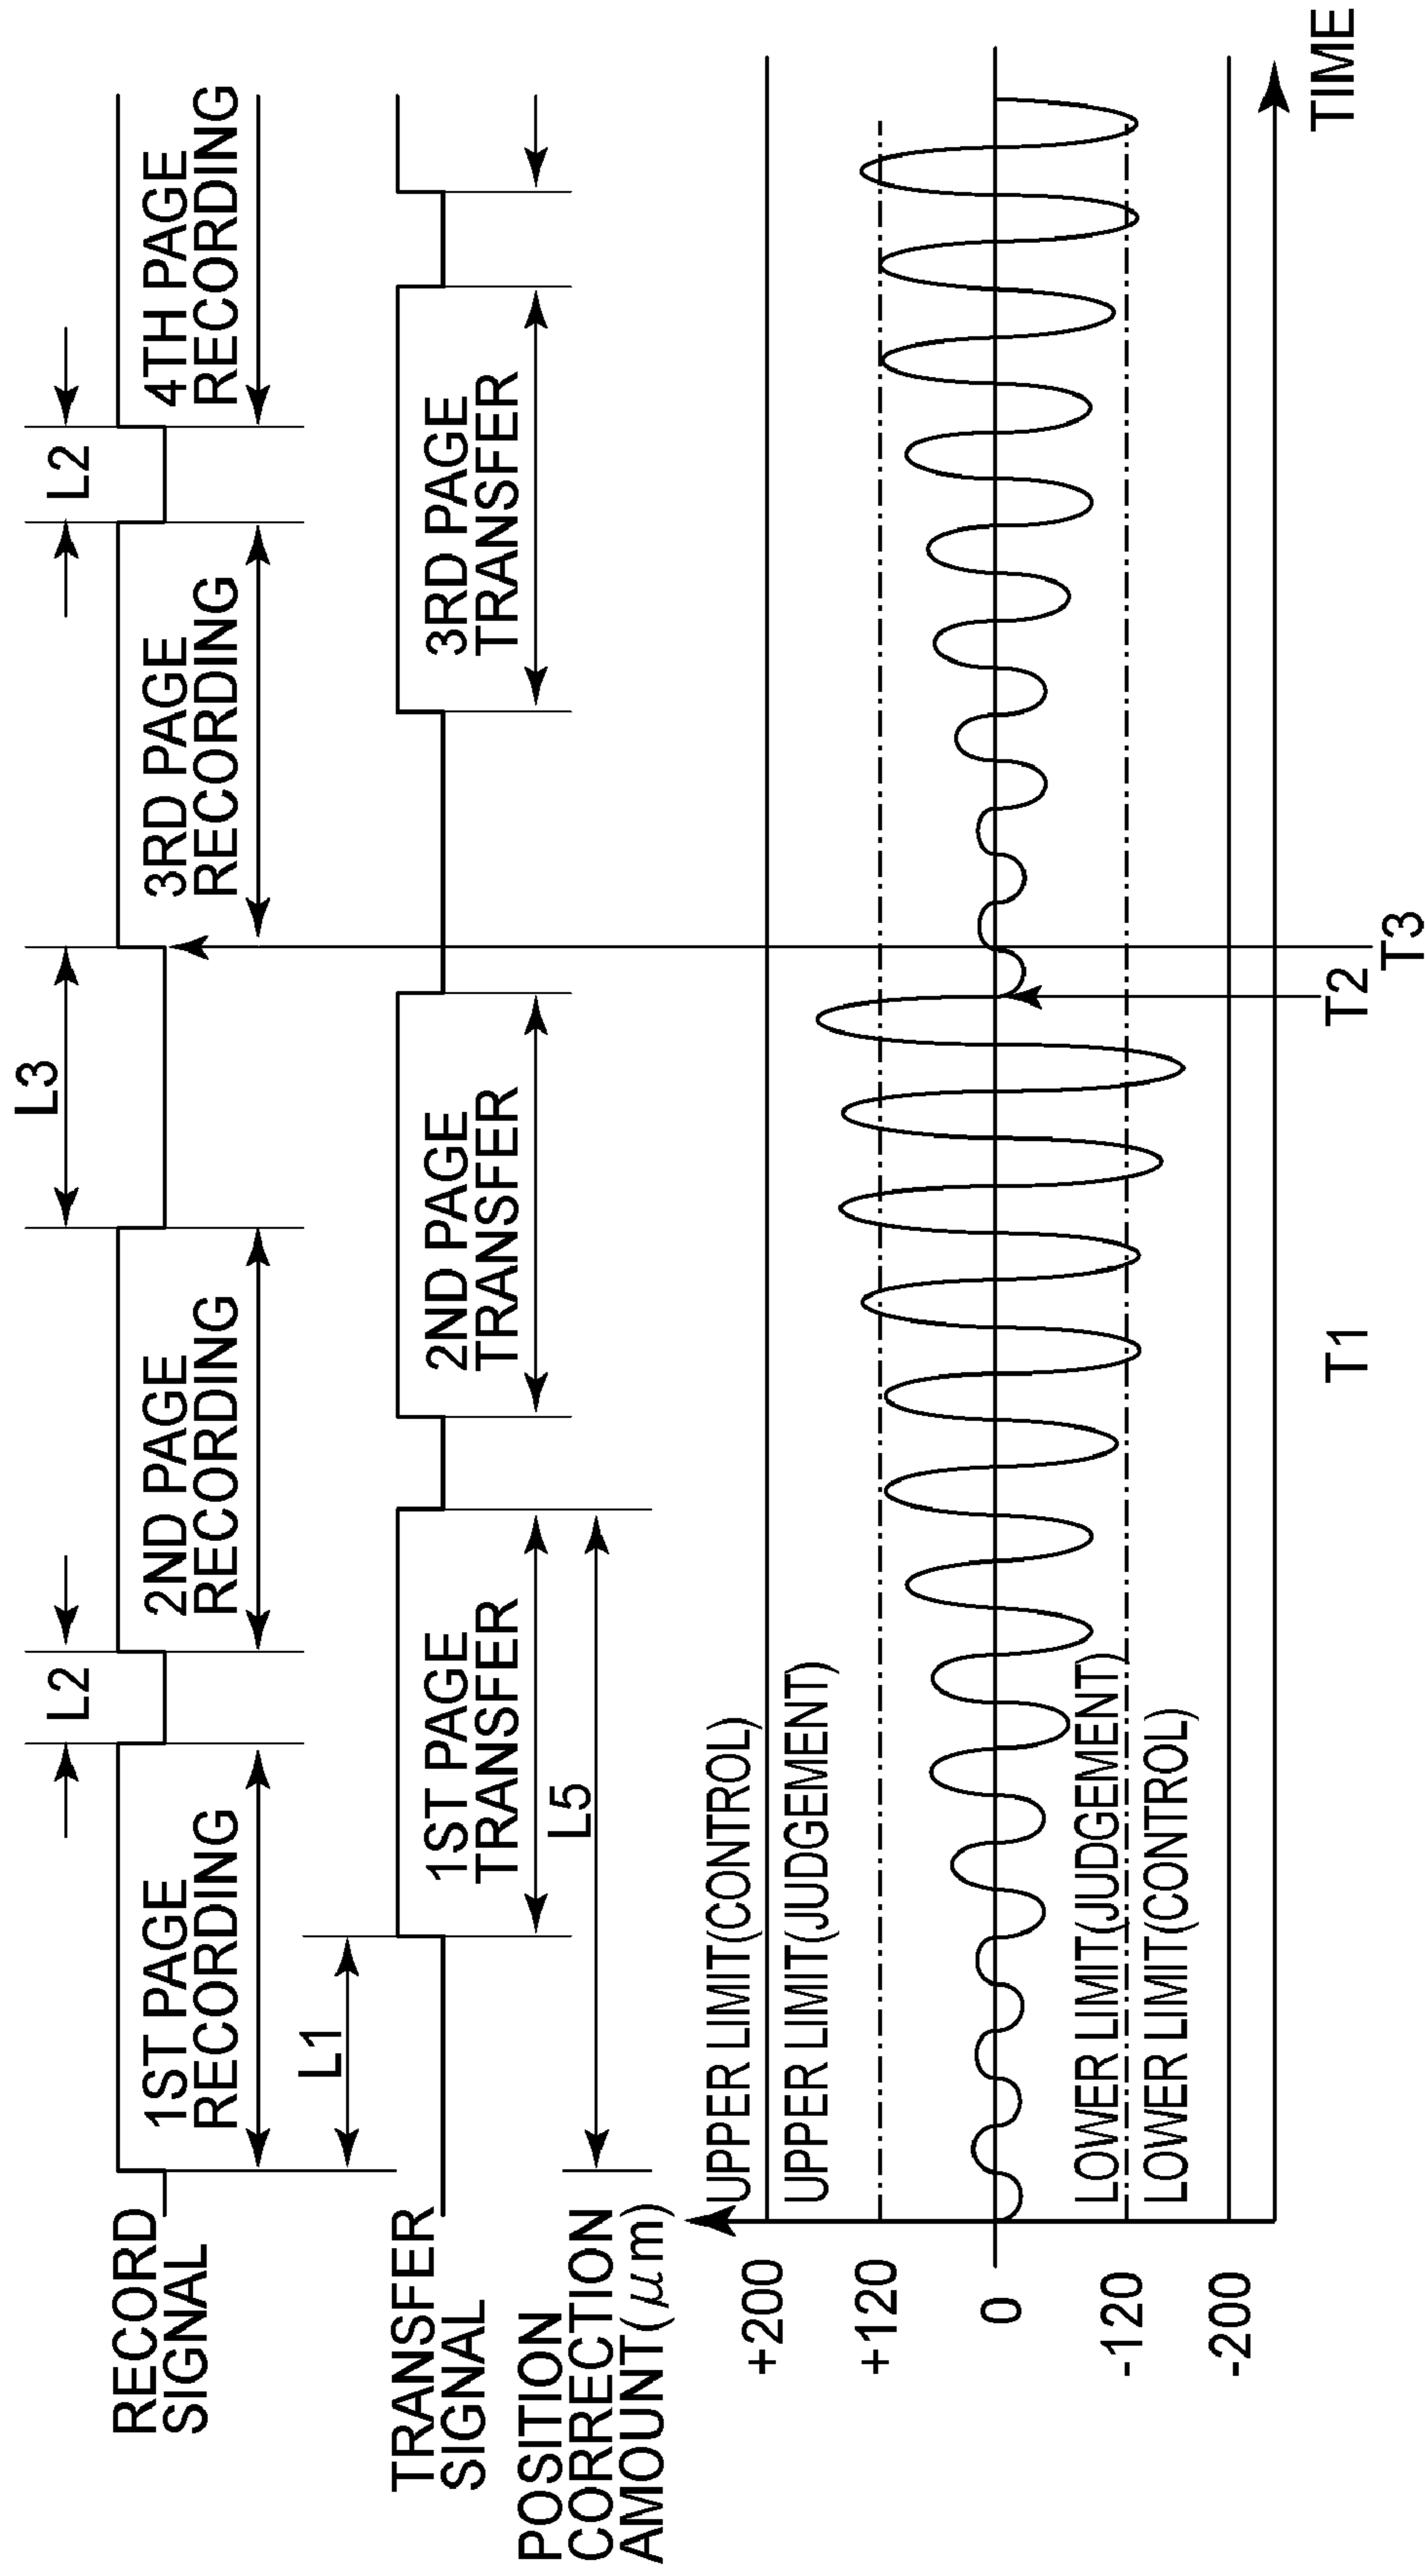 RECORD
SIGNAL
1ST PAGE
RECORDING
L2
2ND PAGE
RECORDING
L3
3RD PAGE
RECORDING
L2
4TH PAGE
RECORDING
L1
TRANSFER
SIGNAL
1ST PAGE
TRANSFER
2ND PAGE
TRANSFER
3RD PAGE
TRANSFER
L5
POSITION
CORRECTION
AMOUNT(μm)
UPPER LIMIT(CONTROL)
+200
UPPER LIMIT(JUDGEMENT)
+120
0
LOWER LIMIT(JUDGEMENT)
-120
LOWER LIMIT(CONTROL)
-200
TIME
T1
T2
T3